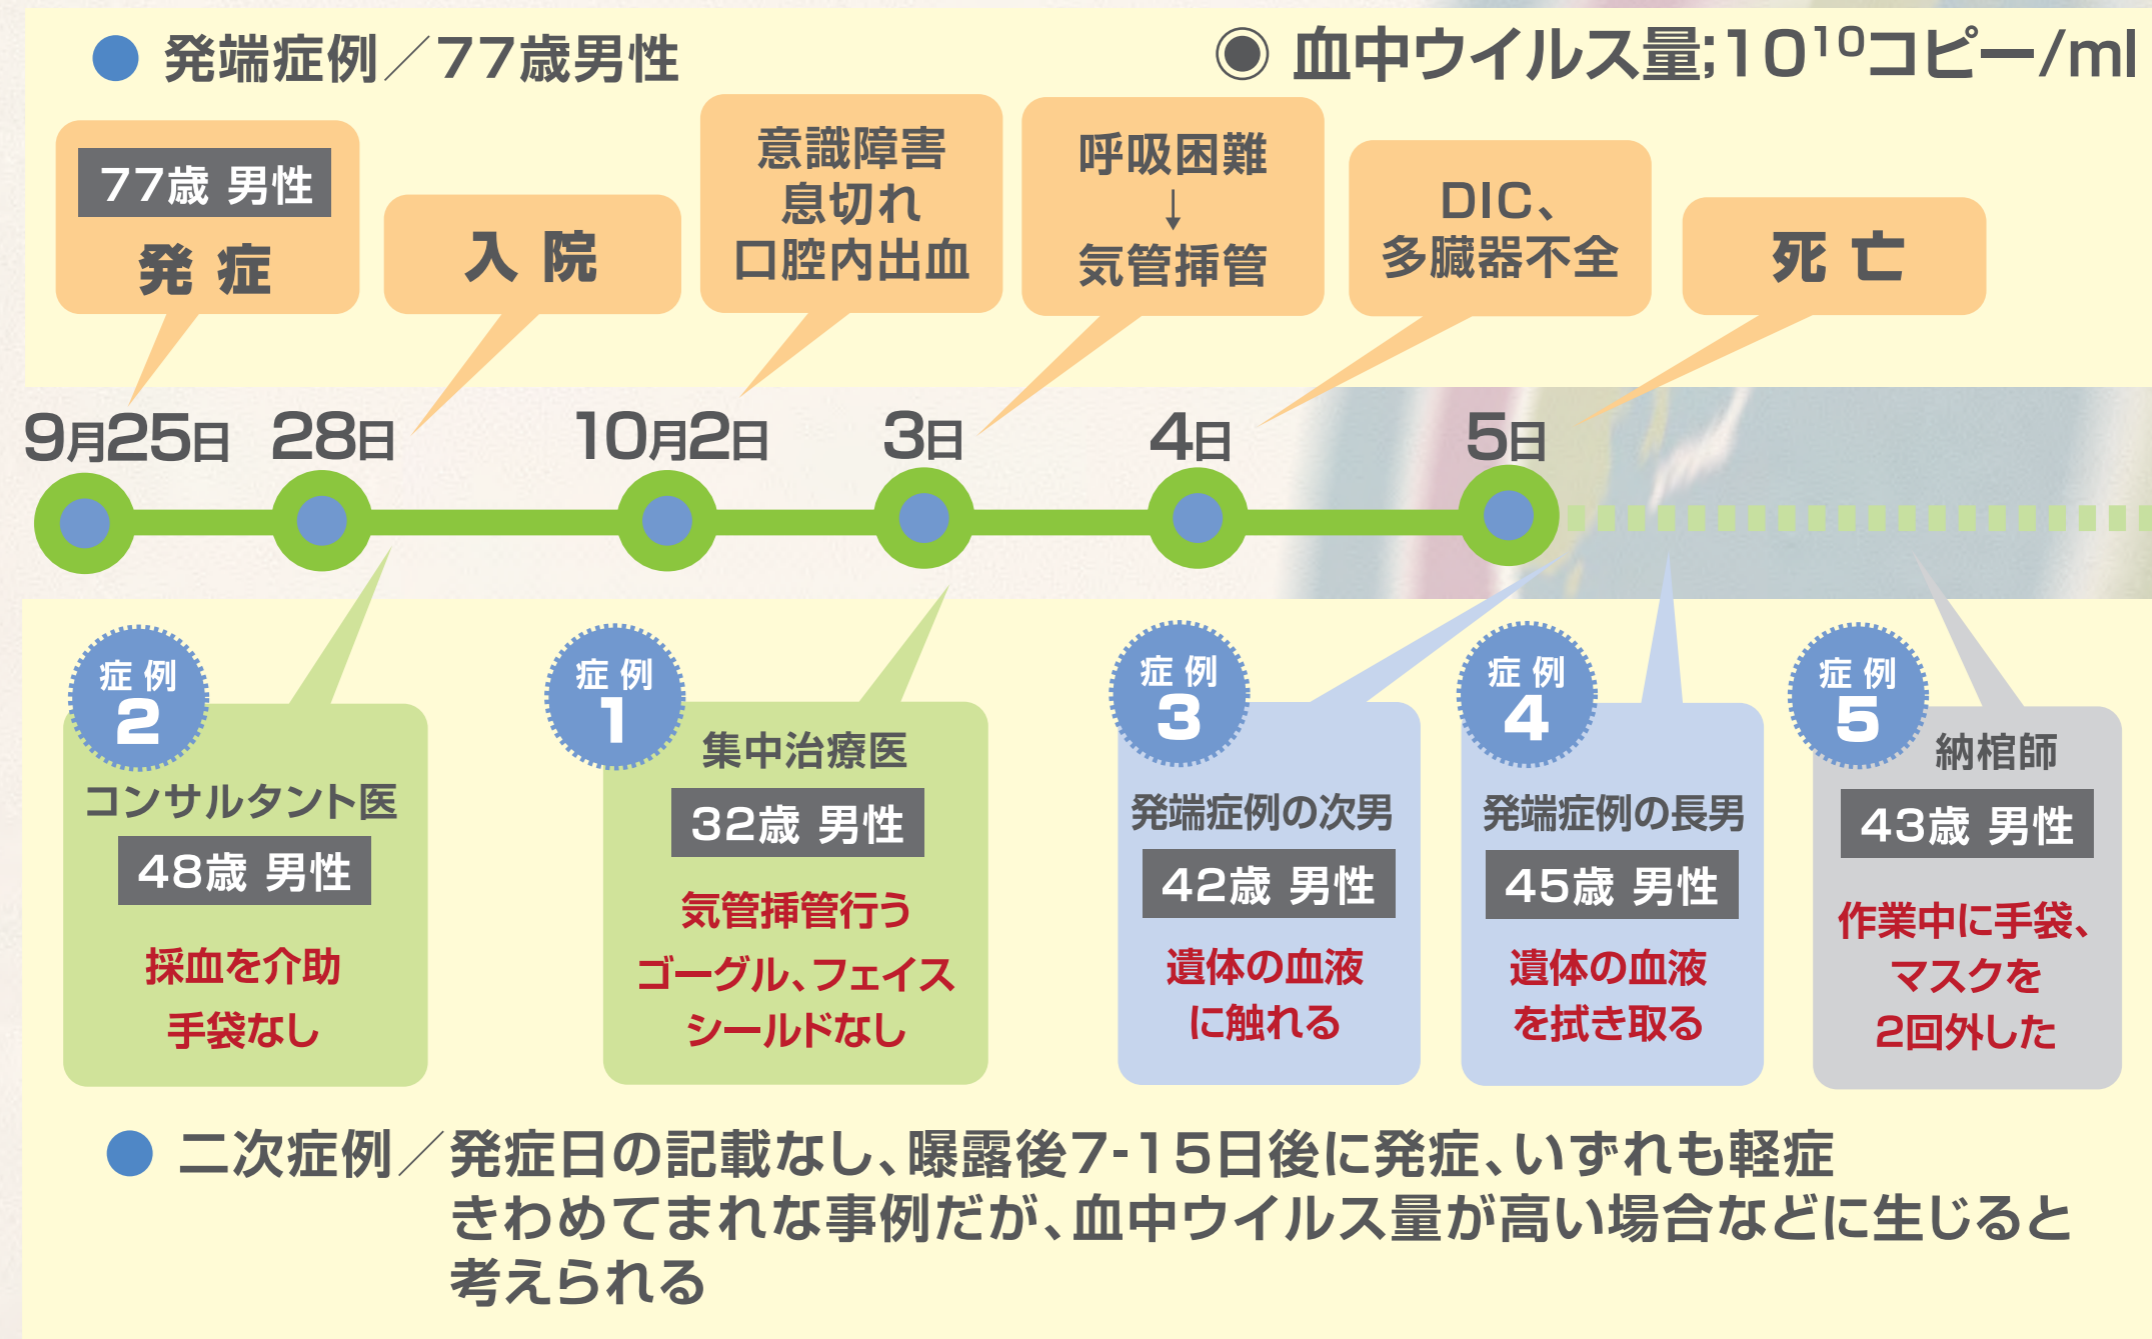 ● 発端症例／77歳男性
◉ 血中ウイルス量;10¹⁰コピー/ml
77歳 男性
発 症
入 院
意識障害
息切れ
口腔内出血
呼吸困難
↓
気管挿管
DIC、
多臓器不全
死 亡
9月25日
28日
10月2日
3日
4日
5日
症 例
2
コンサルタント医
48歳 男性
採血を介助
手袋なし
症 例
1
集中治療医
32歳 男性
気管挿管行う
ゴーグル、フェイス
シールドなし
症 例
3
発端症例の次男
42歳 男性
遺体の血液
に触れる
症 例
4
発端症例の長男
45歳 男性
遺体の血液
を拭き取る
症 例
5
納棺師
43歳 男性
作業中に手袋、
マスクを
2回外した
● 二次症例／発症日の記載なし、曝露後7-15日後に発症、いずれも軽症
きわめてまれな事例だが、血中ウイルス量が高い場合などに生じると
考えられる